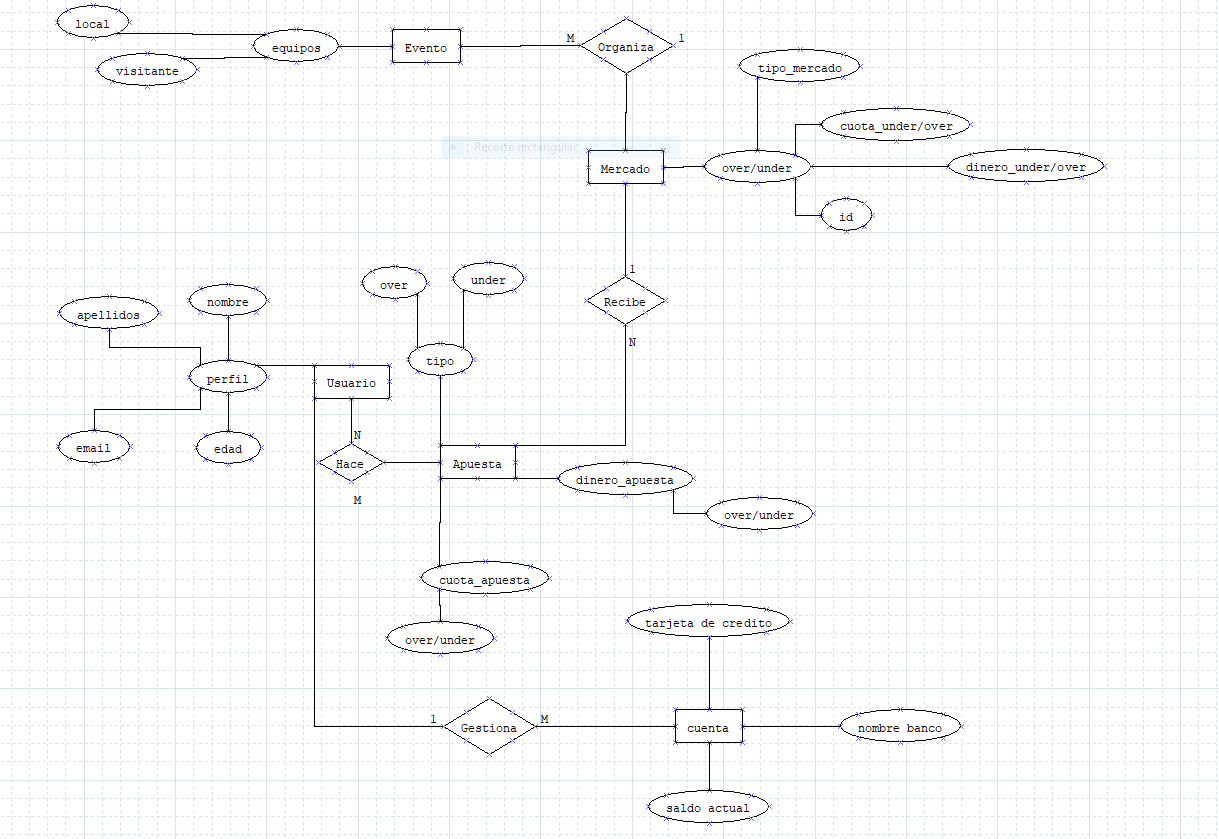 local
visitante
equipos
Evento
M
Organiza
1
tipo_mercado
cuota_under/over
Recorte rectangular
Mercado
over/under
dinero_under/over
id
1
Recibe
N
over
under
apellidos
nombre
perfil
Usuario
tipo
email
edad
N
Hace
M
Apuesta
dinero_apuesta
over/under
cuota_apuesta
over/under
tarjeta de credito
1
Gestiona
M
cuenta
nombre banco
saldo actual